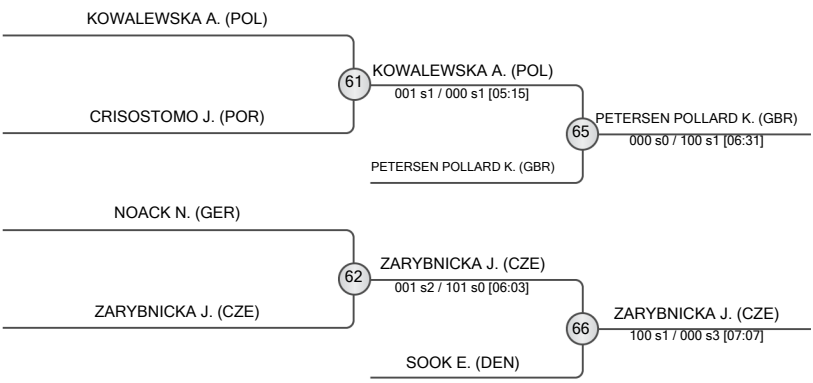 KOWALEWSKA A. (POL)
61
KOWALEWSKA A. (POL)
001 s1 / 000 s1 [05:15]
CRISOSTOMO J. (POR)
65
PETERSEN POLLARD K. (GBR)
000 s0 / 100 s1 [06:31]
PETERSEN POLLARD K. (GBR)
NOACK N. (GER)
62
ZARYBNICKA J. (CZE)
001 s2 / 101 s0 [06:03]
ZARYBNICKA J. (CZE)
66
ZARYBNICKA J. (CZE)
100 s1 / 000 s3 [07:07]
SOOK E. (DEN)